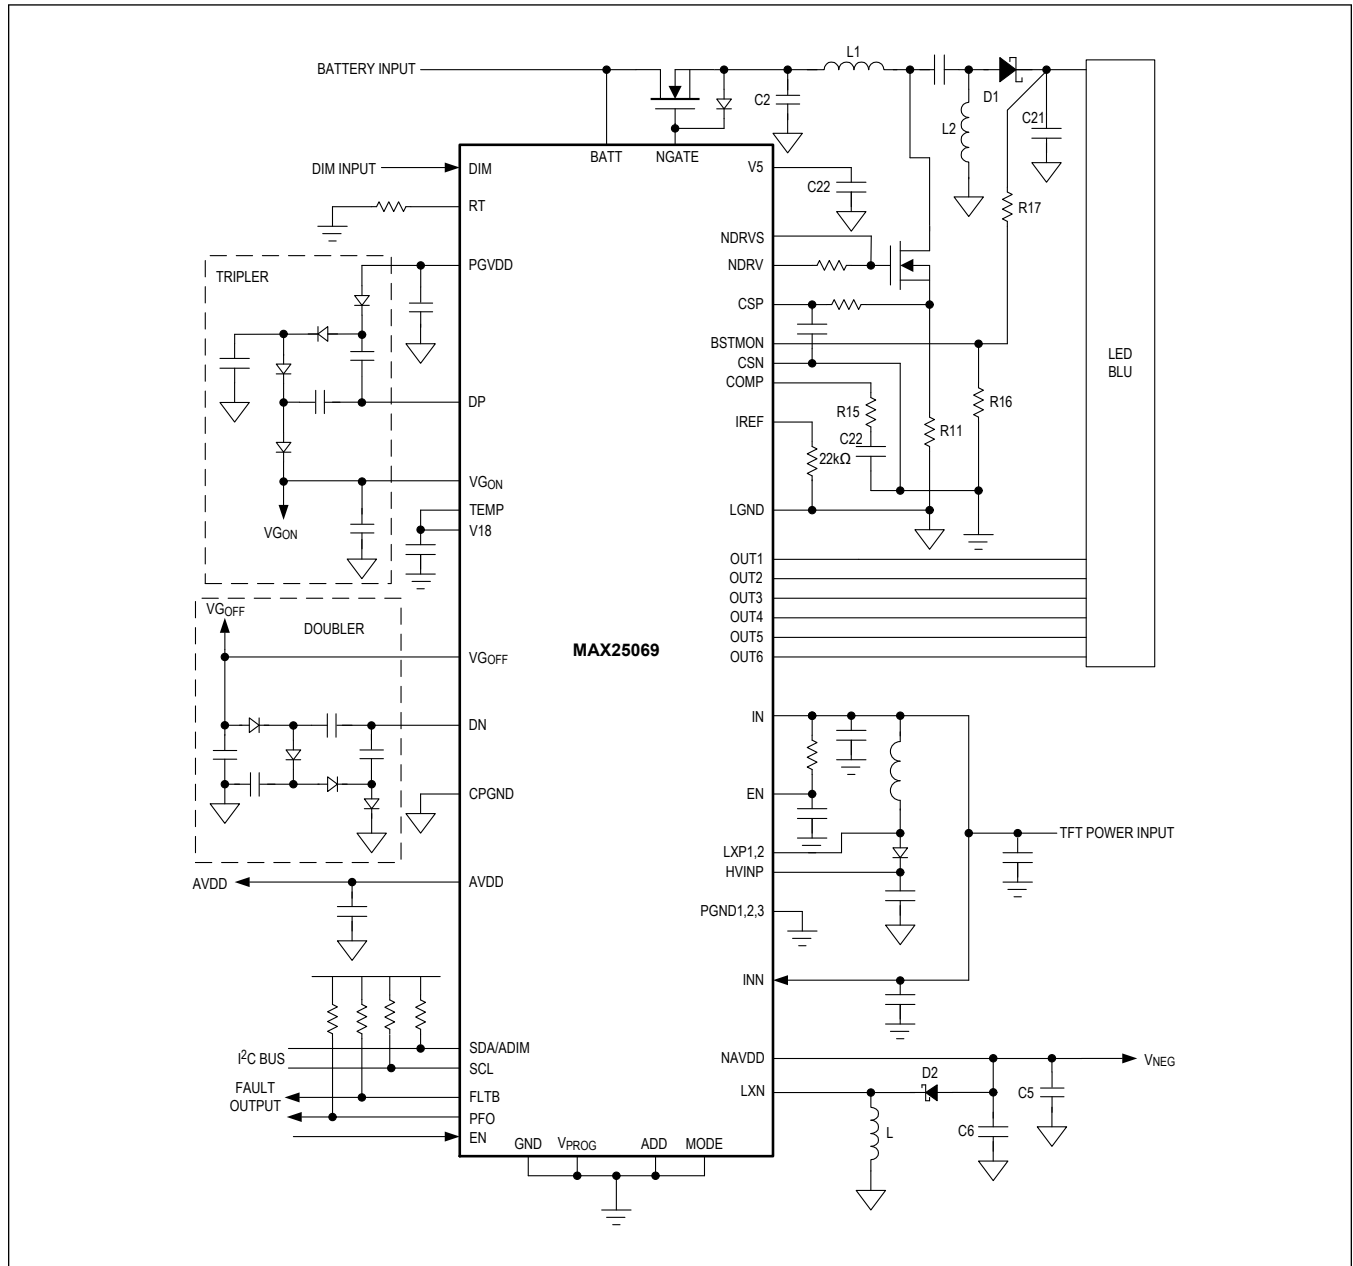 BATTERY INPUT
L1
D1
C2
L2
C21
BATT
NGATE
DIM INPUT
DIM
V5
C22
RT
R17
NDRVS
TRIPLER
PGVDD
NDRV
CSP
BSTMON
CSN
LED
BLU
COMP
DP
R15
R16
IREF
C22
R11
22kΩ
VGON
TEMP
LGND
V18
VGON
OUT1
OUT2
OUT3
OUT4
OUT5
OUT6
VGOFF
DOUBLER
MAX25069
VGOFF
IN
DN
EN
CPGND
TFT POWER INPUT
LXP1,2
HVINP
AVDD
AVDD
PGND1,2,3
INN
I2C BUS
SDA/ADIM
SCL
NAVDD
VNEG
D2
FAULT
OUTPUT
FLTB
LXN
C5
PFO
EN
L
C6
GND
VPROG
ADD
MODE